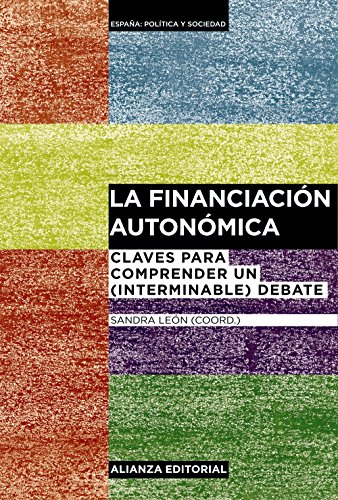 ESPAÑA: POLÍTICA Y SOCIEDAD
LA FINANCIACIÓN
AUTONÓMICA
CLAVES PARA
COMPRENDER UN
(INTERMINABLE) DEBATE
SANDRA LEÓN (COORD.)
ALIANZA EDITORIAL